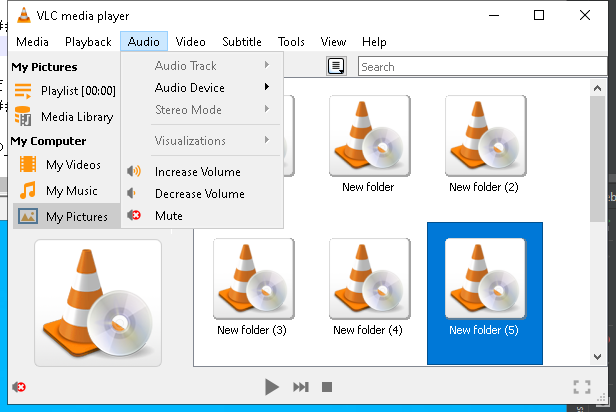 VLC media player
Media Playback Audio Video Subtitle Tools View Help
My Pictures
Playlist [00:00]
Media Library
My Computer
My Videos
My Music
My Pictures
Audio Track
Audio Device
Stereo Mode
Visualizations
Increase Volume
Decrease Volume
Mute
Search
New folder
New folder (2)
New folder (3)
New folder (4)
New folder (5)